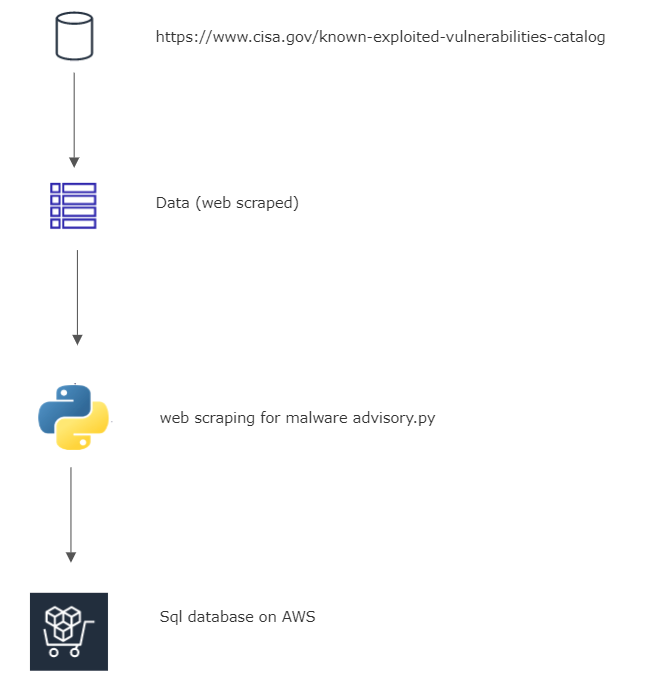 https://www.cisa.gov/known-exploited-vulnerabilities-catalog
Data (web scraped)
web scraping for malware advisory.py
Sql database on AWS